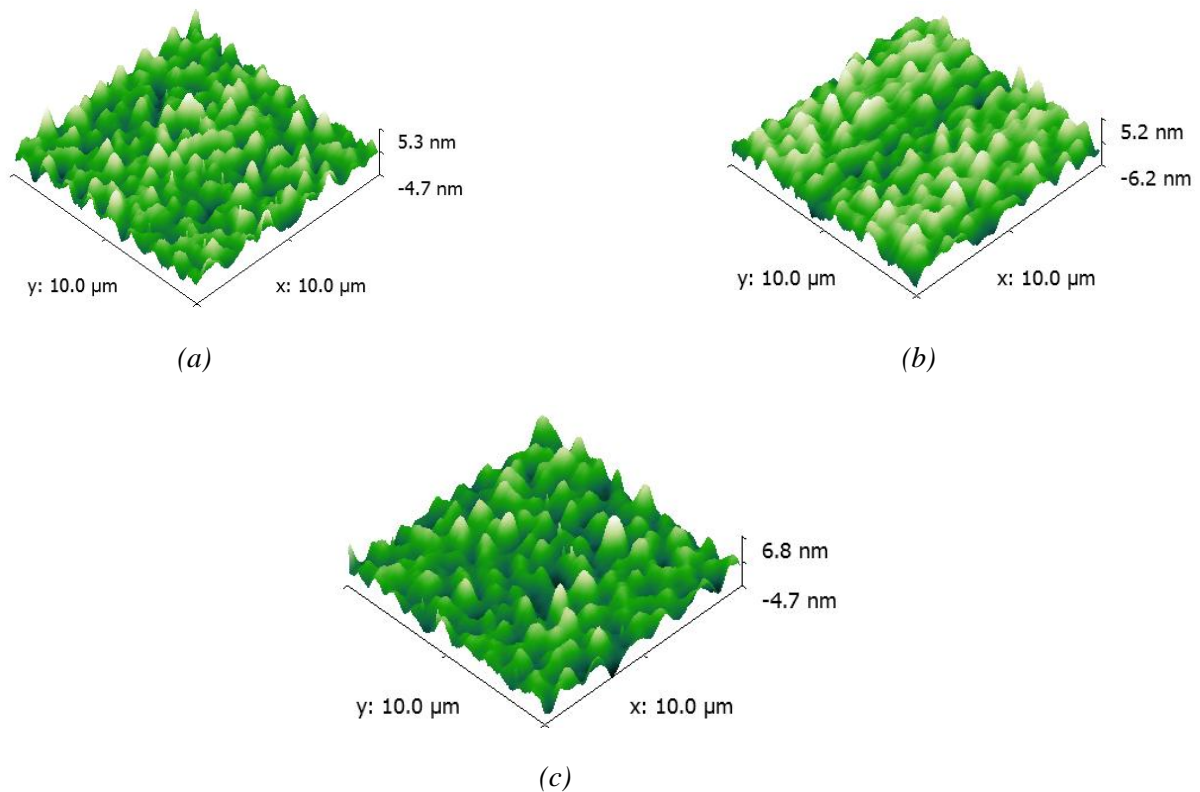 5.3 nm
-4.7 nm
y: 10.0 µm
x: 10.0 µm
(a)
5.2 nm
-6.2 nm
y: 10.0 µm
x: 10.0 µm
(b)
6.8 nm
-4.7 nm
y: 10.0 µm
x: 10.0 µm
(c)